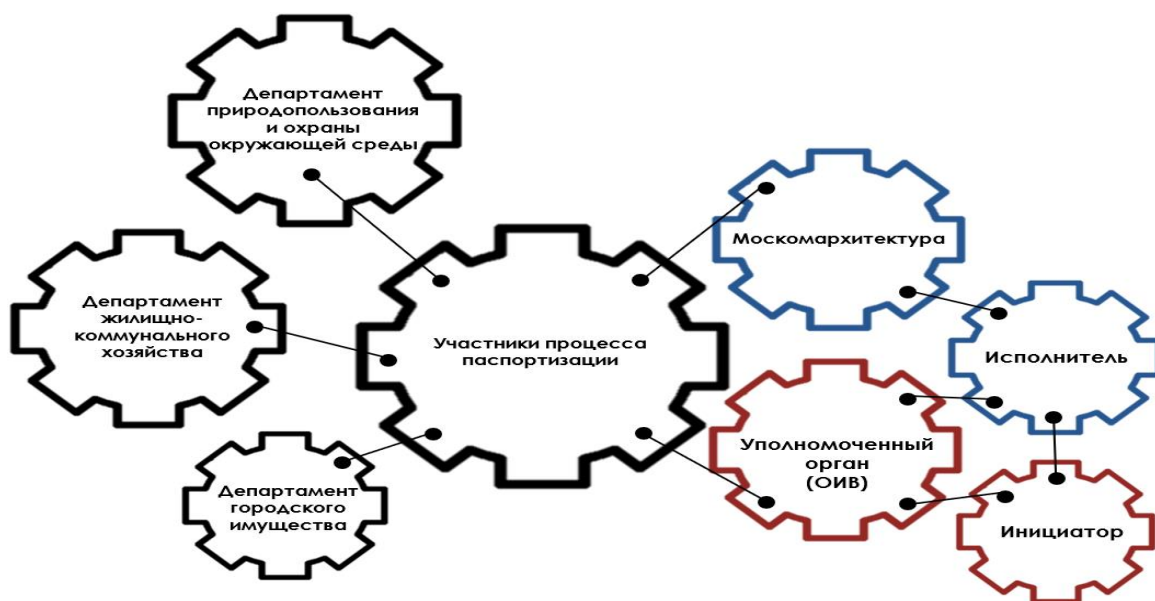 Департамент
природопользования
и охраны
окружающей среды
Москомархитектура
Департамент
жилищно-
коммунального
хозяйства
Участники процесса
паспортизации
Исполнитель
Уполномоченный
орган
(ОИВ)
Департамент
городского
имущества
Инициатор